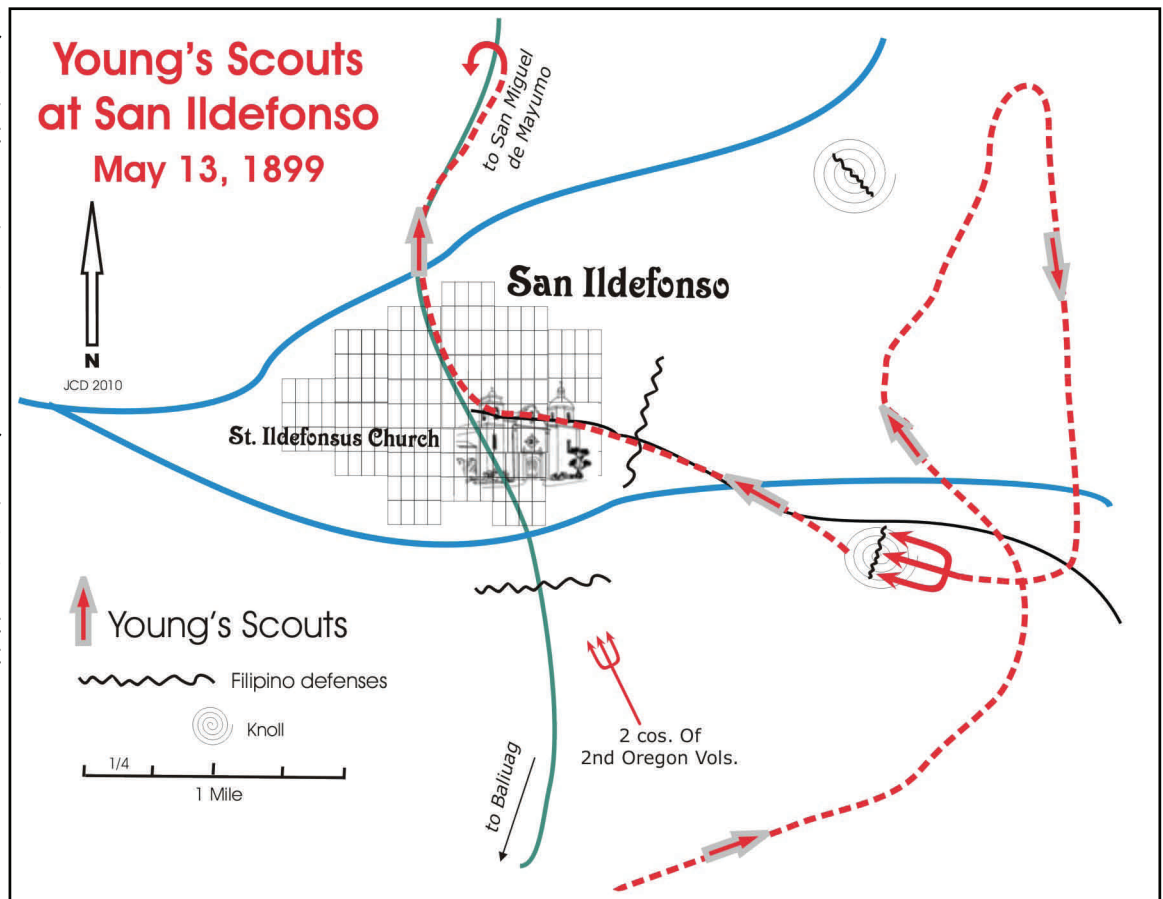 Young's Scouts
at San Ildefonso
May 13, 1899
to San Miguel
de Mayumo
N
JCD 2010
San Ildefonso
St. Ildefonsus Church
Young's Scouts
Filipino defenses
Knoll
1/4
1 Mile
2 cos. Of
2nd Oregon Vols.
to Baliuag